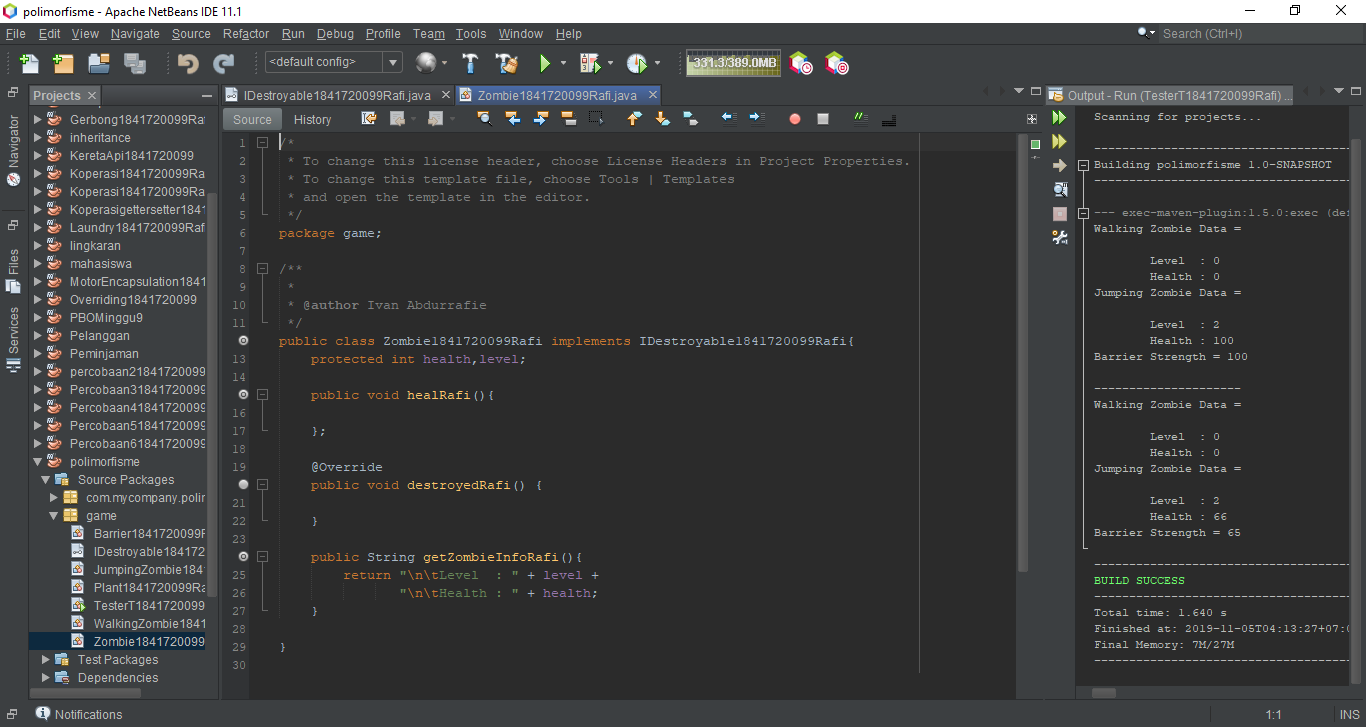 polimorfisme - Apache NetBeans IDE 11.1
File Edit View Navigate Source Refactor Run Debug Profile Team Tools Window Help
Search (Ctrl+I)
<default config>
331.3/389.0MB
Projects
Navigator
Files
Services
Gerbong1841720099Ra
inheritance
KeretaApi1841720099
Koperasi1841720099Ra
Koperasi1841720099Ra
Koperasigettersetter1841
Laundry1841720099Raf
lingkaran
mahasiswa
MotorEncapsulation1841
Overriding1841720099
PBOMinggu9
Pelanggan
Peminjaman
percobaan21841720099
Percobaan31841720099
Percobaan41841720099
Percobaan51841720099
Percobaan61841720099
polimorfisme
Source Packages
com.mycompany.polir
game
Barrier1841720099F
IDestroyable184172
JumpingZombie184
Plant1841720099Ra
TesterT1841720099
WalkingZombie1841
Zombie1841720099
Test Packages
Dependencies
IDestroyable1841720099Rafi.java
Zombie1841720099Rafi.java
Source History
1 /*
2 * To change this license header, choose License Headers in Project Properties.
3 * To change this template file, choose Tools | Templates
4 * and open the template in the editor.
5 */
6 package game;
7
8 /**
9 *
10 * @author Ivan Abdurrafie
11 */
public class Zombie1841720099Rafi implements IDestroyable1841720099Rafi{
13 protected int health,level;
14
public void healRafi(){
16
17 };
18
19 @Override
public void destroyedRafi() {
21
22 }
23
public String getZombieInfoRafi(){
25 return "\n\tLevel  : " + level +
26 "\n\tHealth : " + health;
27 }
28
29 }
30
Output - Run (TesterT1841720099Rafi) ...
Scanning for projects...
------------------------------------------------
Building polimorfisme 1.0-SNAPSHOT
------------------------------------------------
--- exec-maven-plugin:1.5.0:exec (de
Walking Zombie Data =
Level  : 0
Health : 0
Jumping Zombie Data =
Level  : 2
Health : 100
Barrier Strength = 100
-----------------------
Walking Zombie Data =
Level  : 0
Health : 0
Jumping Zombie Data =
Level  : 2
Health : 66
Barrier Strength = 65
------------------------------------------------
BUILD SUCCESS
------------------------------------------------
Total time: 1.640 s
Finished at: 2019-11-05T04:13:27+07:0
Final Memory: 7M/27M
------------------------------------------------
Notifications
1:1
INS